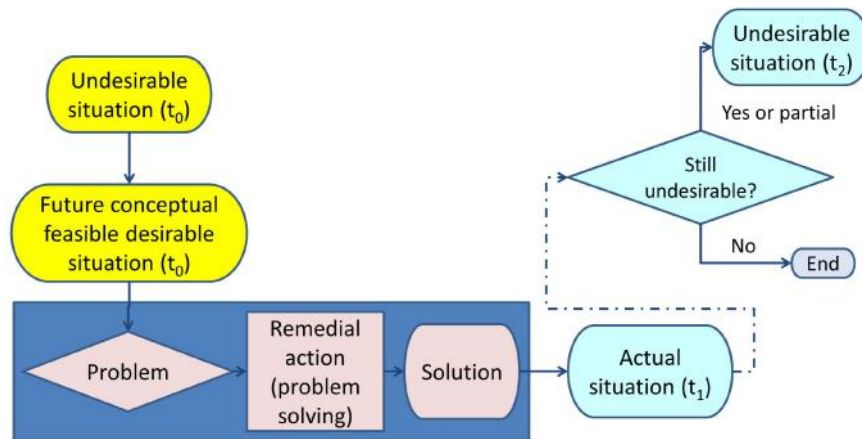 Undesirable
situation (t₀)
Future conceptual
feasible desirable
situation (t₀)
Problem
Remedial
action
(problem
solving)
Solution
Actual
situation (t₁)
Still
undesirable?
Yes or partial
Undesirable
situation (t₂)
No
End